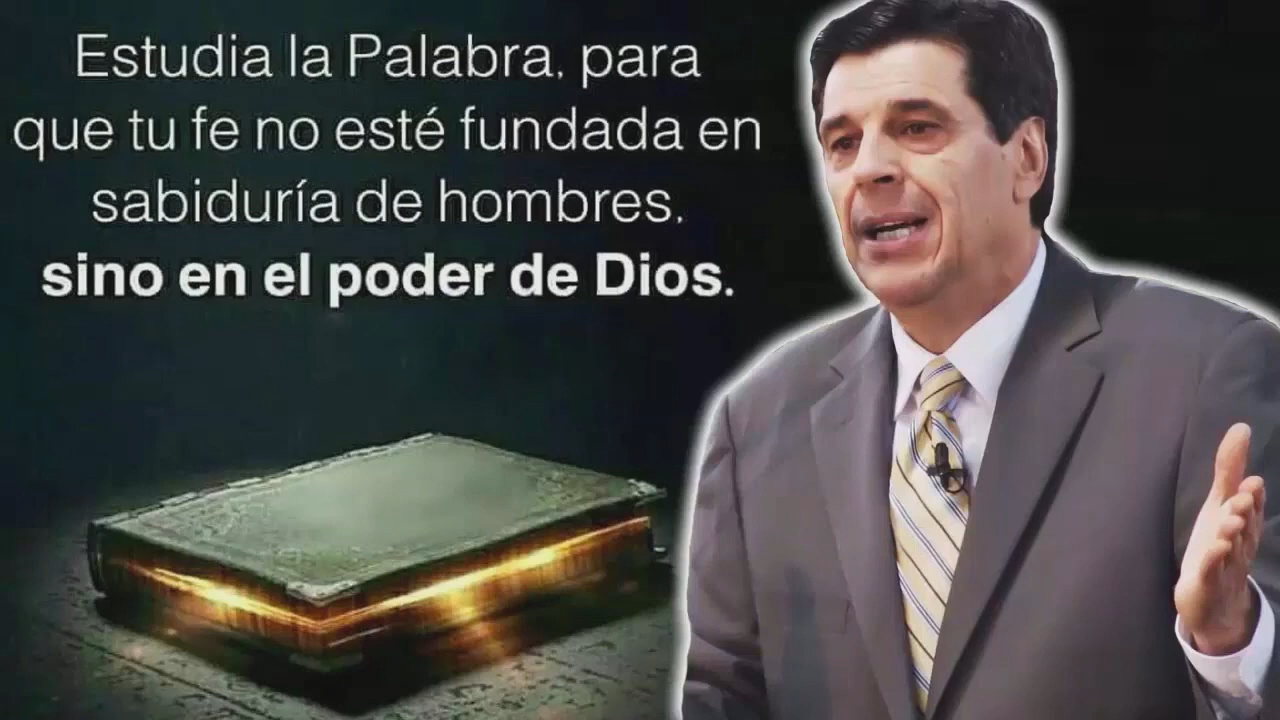 Estudia la Palabra, para
que tu fe no esté fundada en
sabiduría de hombres,
sino en el poder de Dios.